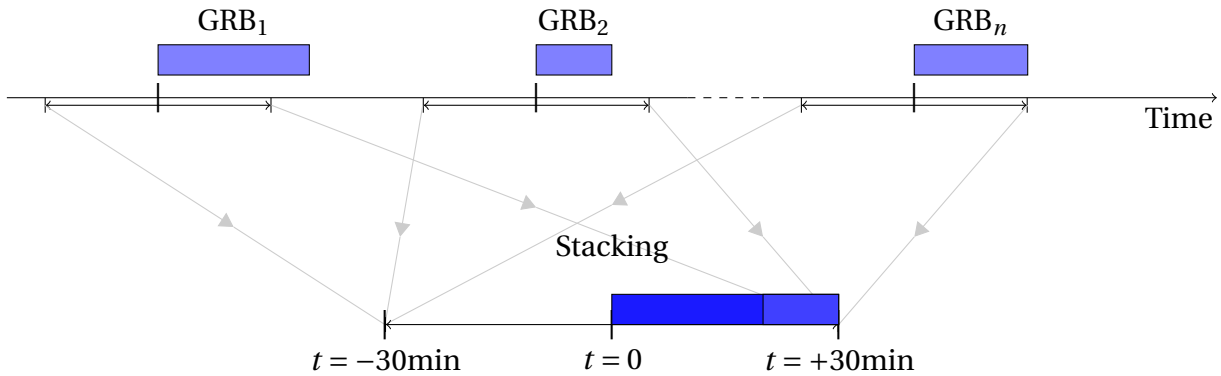 GRB₁ GRB₂ GRBₙ
Time
Stacking
t = −30min t = 0 t = +30min